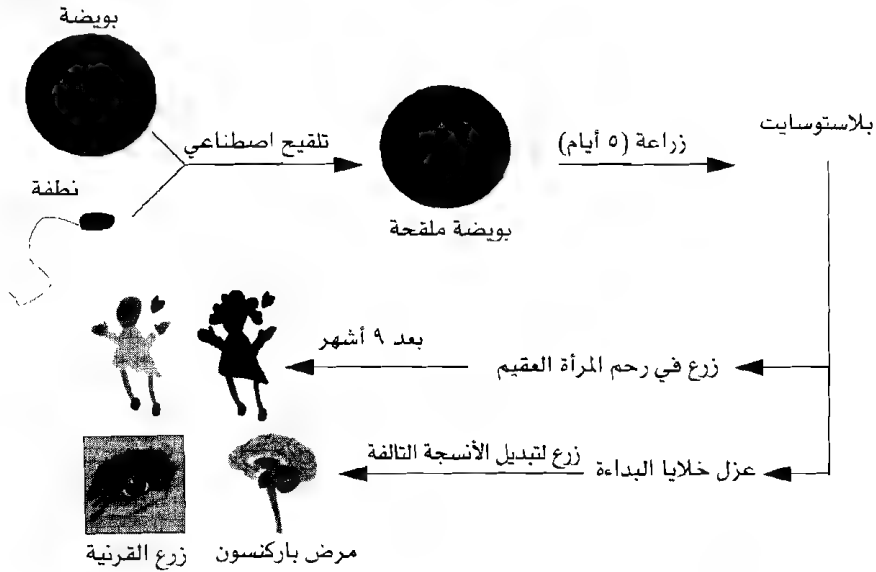 بويضة
تلقيح اصطناعي
زراعة (٥ أيام)
بلاستوسايت
نطفة
بويضة ملقحة
بعد ٩ أشهر
زرع في رحم المرأة العقيم
زرع لتبديل الأنسجة التالفة
عزل خلايا البداءة
مرض باركنسون
زرع القرنية